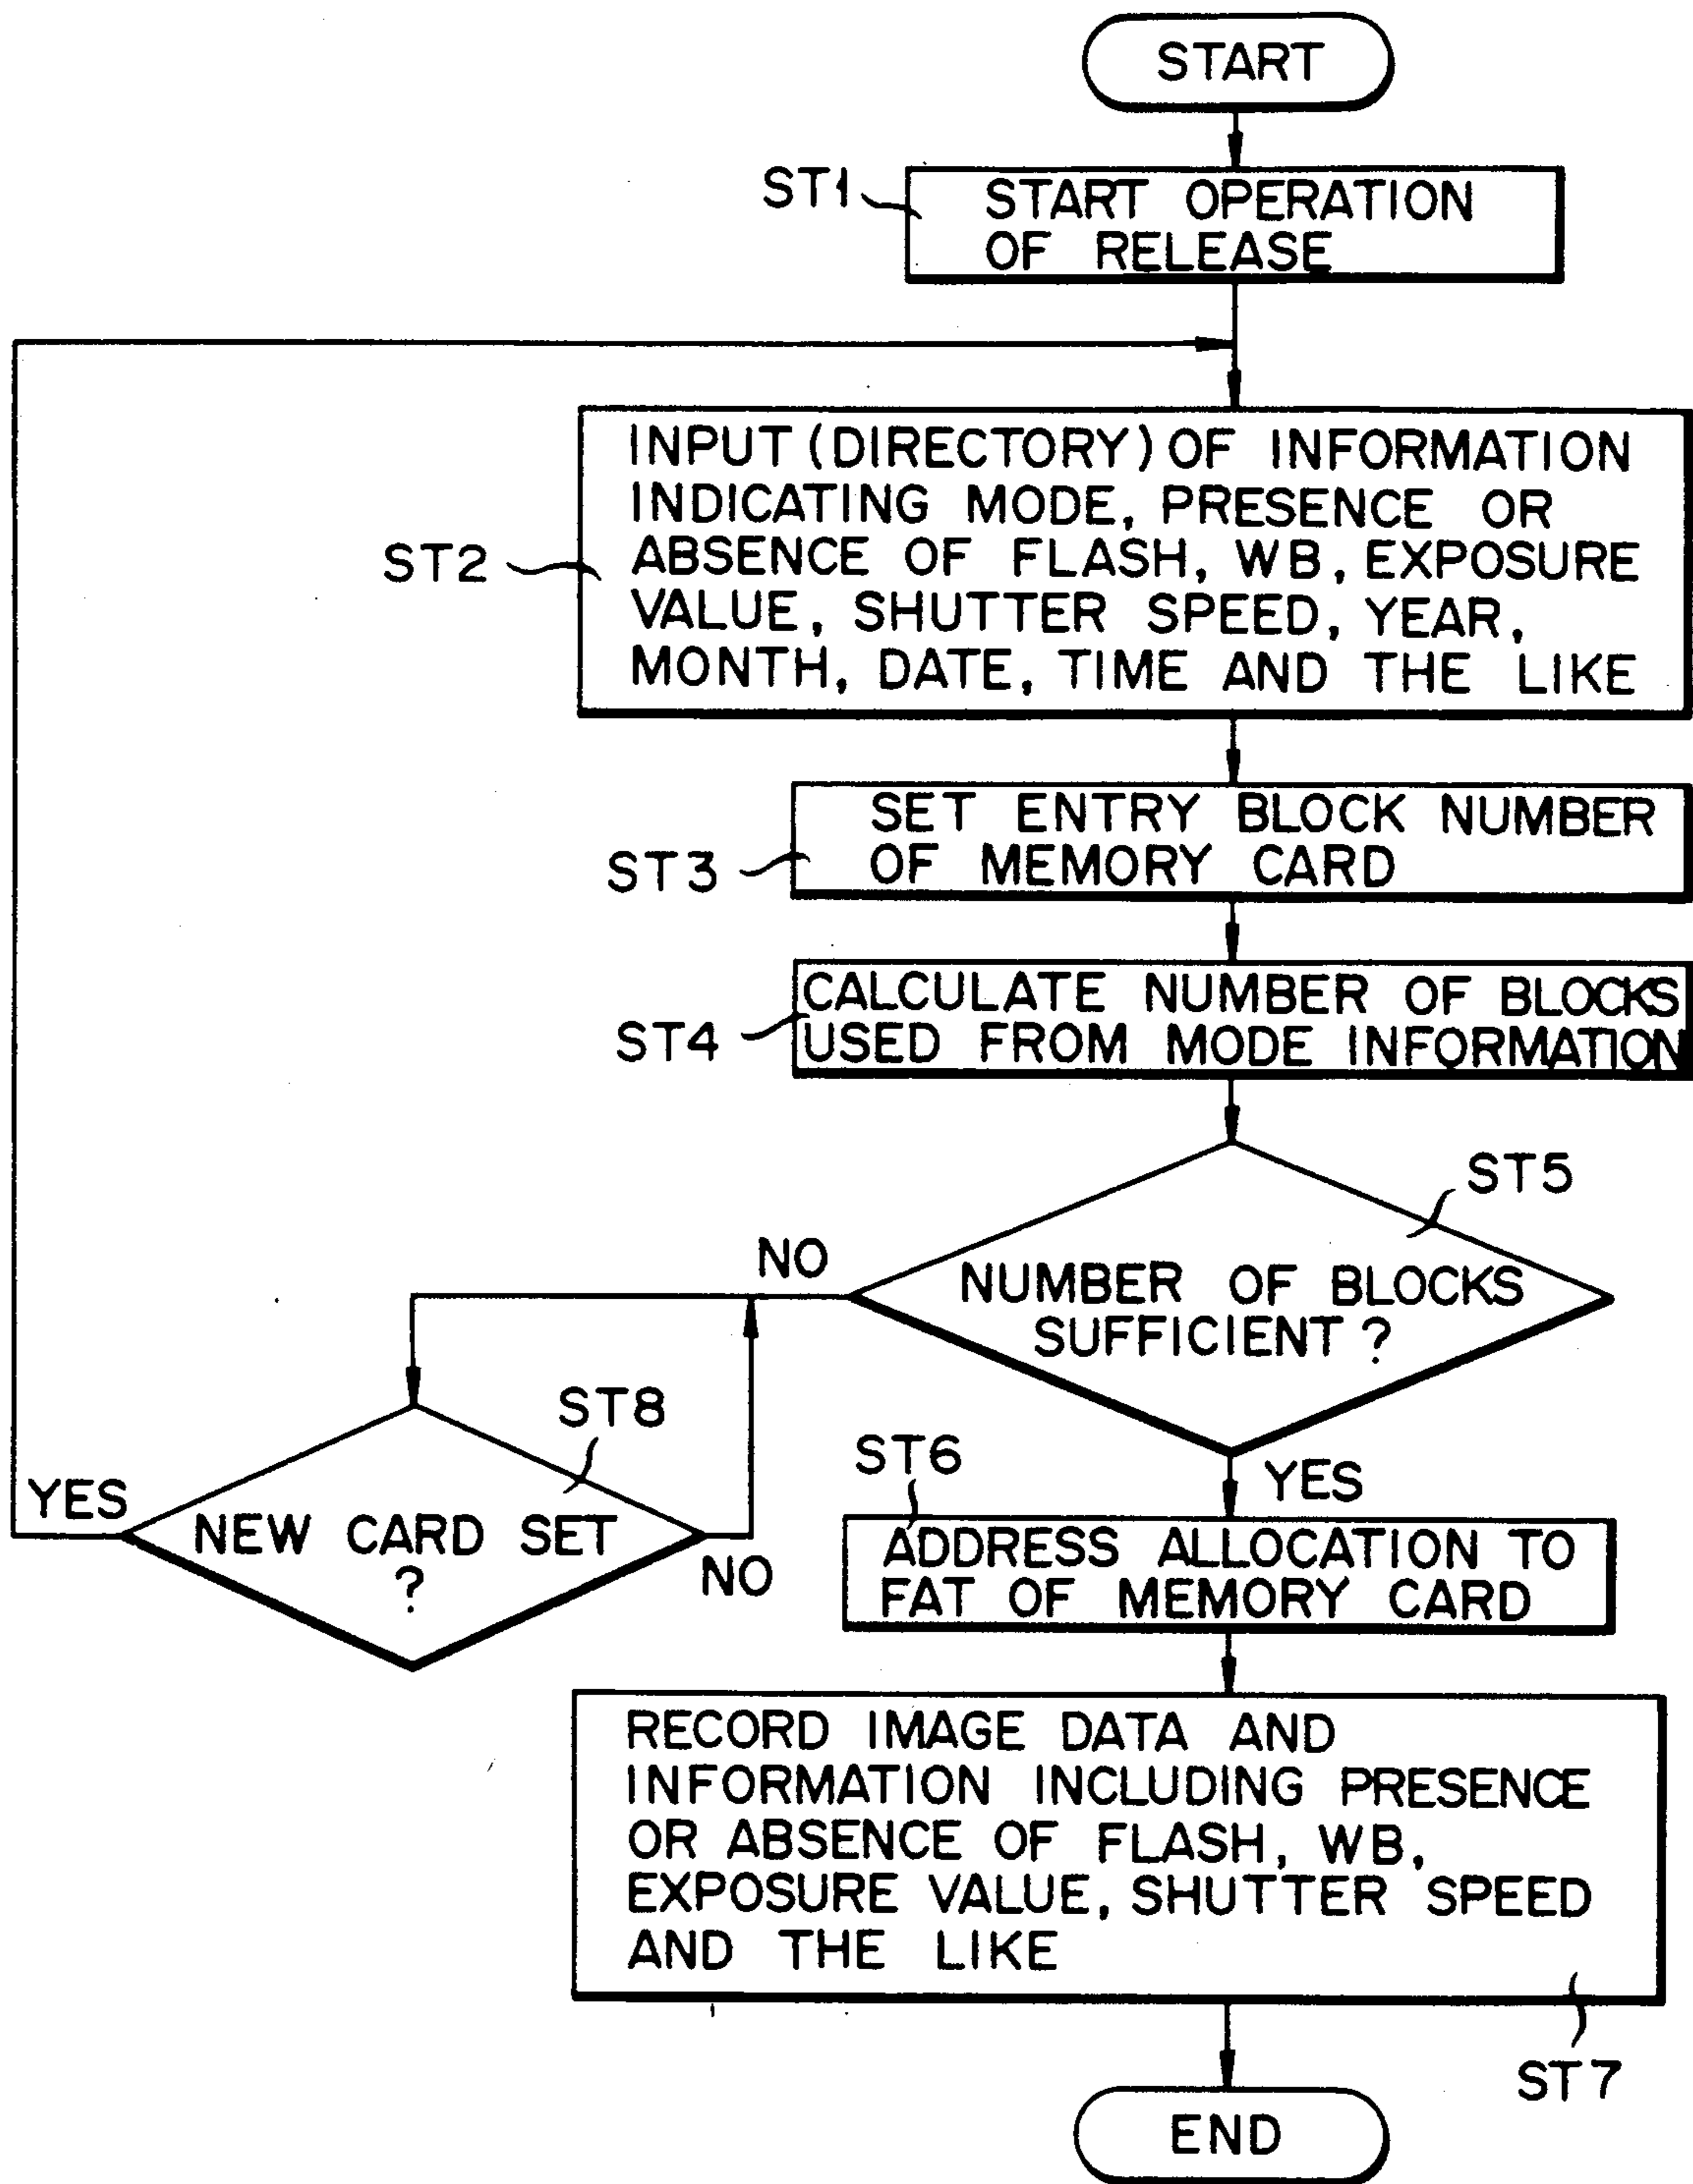 START
ST1
START OPERATION
OF RELEASE
INPUT (DIRECTORY) OF INFORMATION
INDICATING MODE, PRESENCE OR
ABSENCE OF FLASH, WB, EXPOSURE
VALUE, SHUTTER SPEED, YEAR,
MONTH, DATE, TIME AND THE LIKE
ST2
SET ENTRY BLOCK NUMBER
OF MEMORY CARD
ST3
CALCULATE NUMBER OF BLOCKS
USED FROM MODE INFORMATION
ST4
ST5
NO
NUMBER OF BLOCKS
SUFFICIENT ?
ST8
YES
NEW CARD SET
?
NO
ST6
YES
ADDRESS ALLOCATION TO
FAT OF MEMORY CARD
RECORD IMAGE DATA AND
INFORMATION INCLUDING PRESENCE
OR ABSENCE OF FLASH, WB,
EXPOSURE VALUE, SHUTTER SPEED
AND THE LIKE
ST7
END